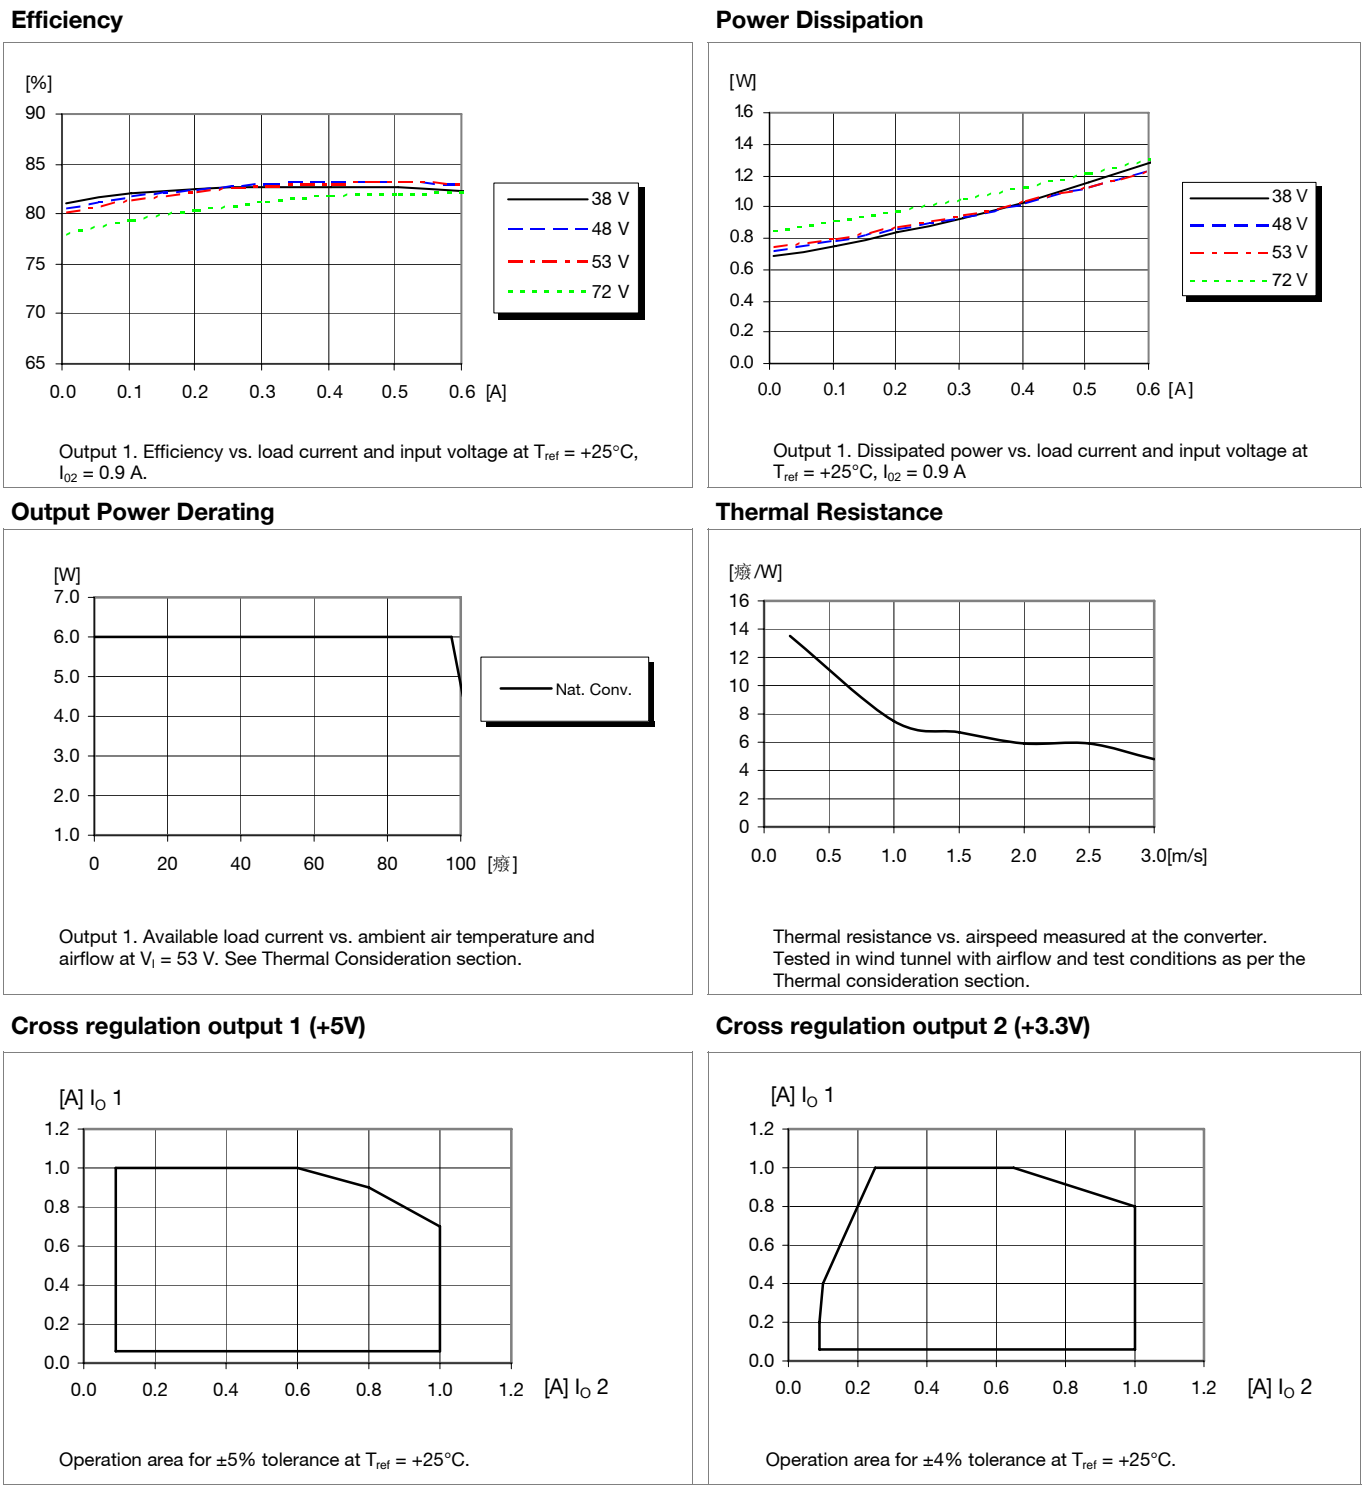 Efficiency
[%]
90
85
80
75
70
65
0.0 0.1 0.2 0.3 0.4 0.5 0.6 [A]
38 V
48 V
53 V
72 V
Output 1. Efficiency vs. load current and input voltage at Tref = +25°C,
I02 = 0.9 A.
Power Dissipation
[W]
1.6
1.4
1.2
1.0
0.8
0.6
0.4
0.2
0.0
0.0 0.1 0.2 0.3 0.4 0.5 0.6 [A]
38 V
48 V
53 V
72 V
Output 1. Dissipated power vs. load current and input voltage at
Tref = +25°C, I02 = 0.9 A
Output Power Derating
[W]
7.0
6.0
5.0
4.0
3.0
2.0
1.0
0 20 40 60 80 100 [癈]
Nat. Conv.
Output 1. Available load current vs. ambient air temperature and
airflow at VI = 53 V. See Thermal Consideration section.
Thermal Resistance
[癈/W]
16
14
12
10
8
6
4
2
0
0.0 0.5 1.0 1.5 2.0 2.5 3.0[m/s]
Thermal resistance vs. airspeed measured at the converter.
Tested in wind tunnel with airflow and test conditions as per the
Thermal consideration section.
Cross regulation output 1 (+5V)
[A] IO 1
1.2
1.0
0.8
0.6
0.4
0.2
0.0
0.0 0.2 0.4 0.6 0.8 1.0 1.2 [A] IO 2
Operation area for ±5% tolerance at Tref = +25°C.
Cross regulation output 2 (+3.3V)
[A] IO 1
1.2
1.0
0.8
0.6
0.4
0.2
0.0
0.0 0.2 0.4 0.6 0.8 1.0 1.2 [A] IO 2
Operation area for ±4% tolerance at Tref = +25°C.